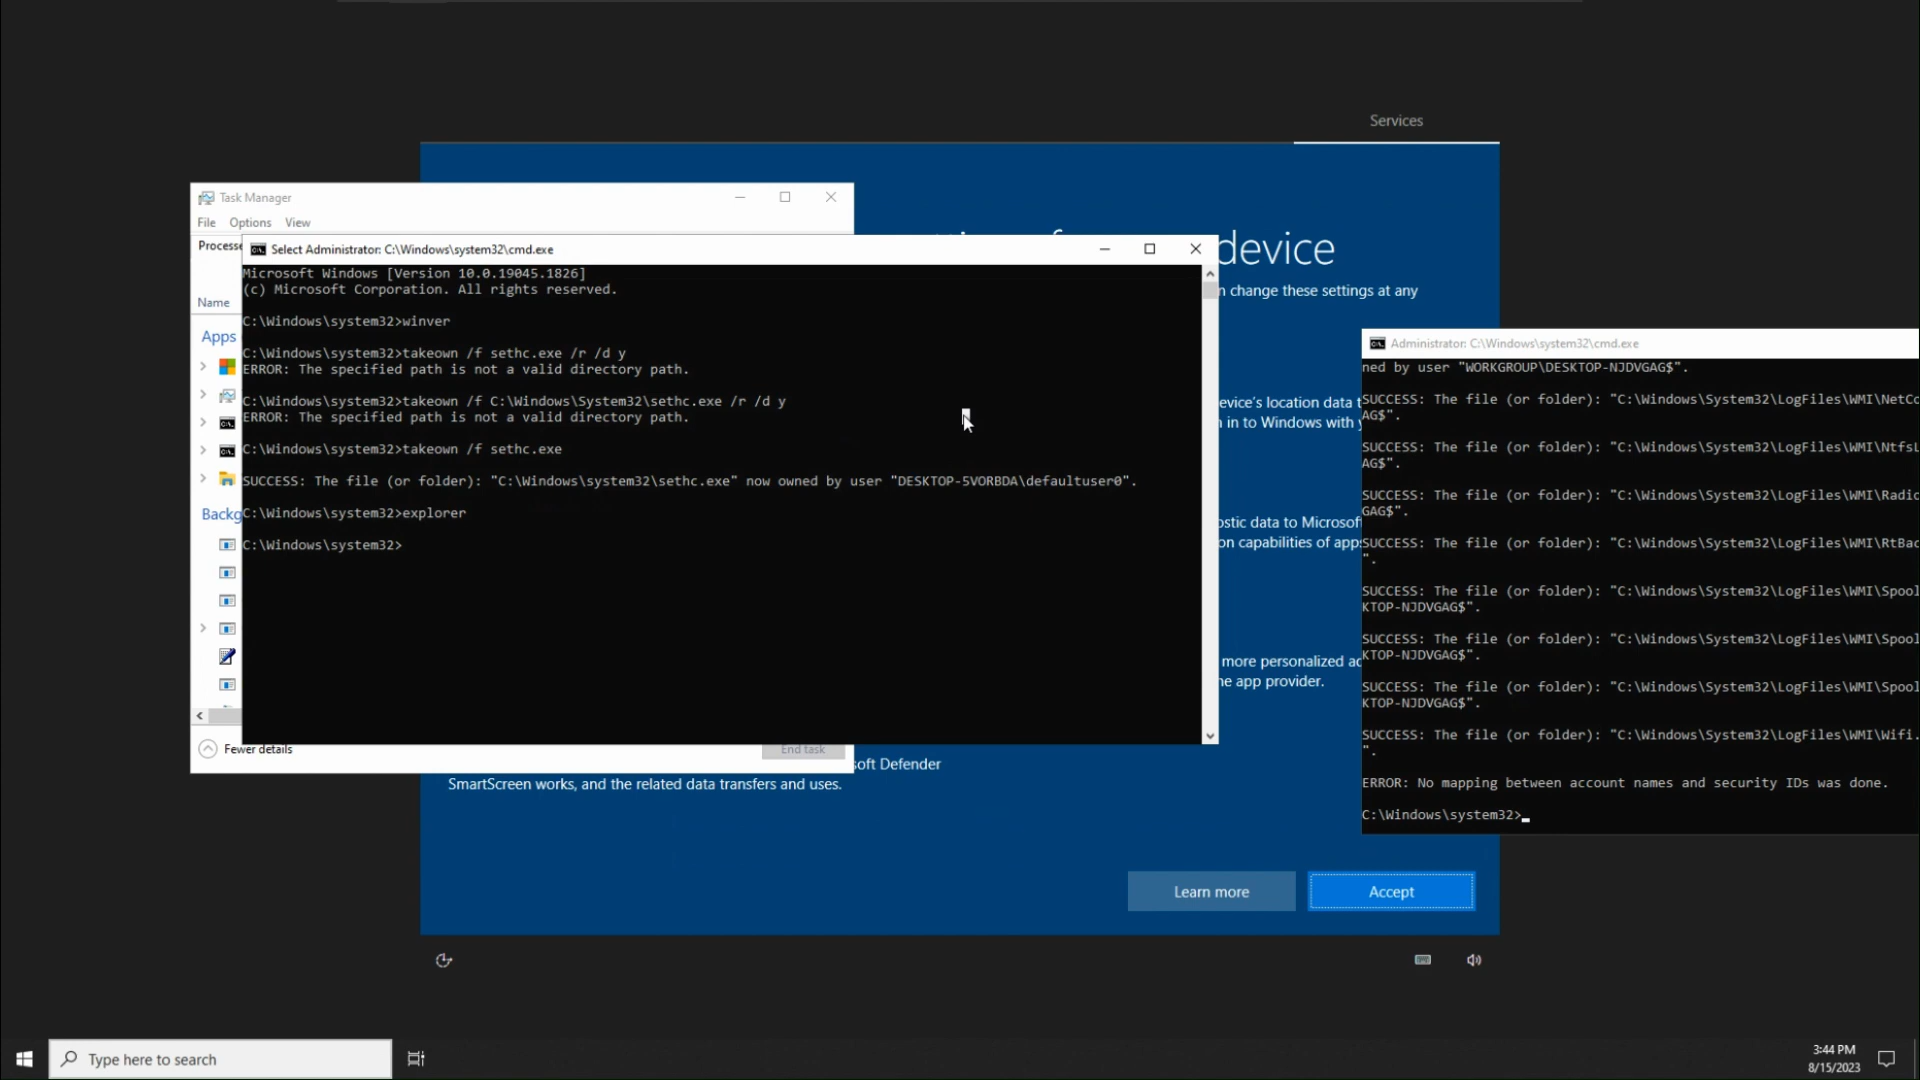 Services
Task Manager
File Options View
Processe
Name
Apps
Backg
Fewer details
End task
Select Administrator: C:\Windows\system32\cmd.exe
Microsoft Windows [Version 10.0.19045.1826]
(c) Microsoft Corporation. All rights reserved.
C:\Windows\system32>winver
C:\Windows\system32>takeown /f sethc.exe /r /d y
ERROR: The specified path is not a valid directory path.
C:\Windows\system32>takeown /f C:\Windows\System32\sethc.exe /r /d y
ERROR: The specified path is not a valid directory path.
C:\Windows\system32>takeown /f sethc.exe
SUCCESS: The file (or folder): "C:\Windows\system32\sethc.exe" now owned by user "DESKTOP-5VORBDA\defaultuser0".
C:\Windows\system32>explorer
C:\Windows\system32>
device
n change these settings at any
evice's location data t
n in to Windows with y
ostic data to Microsoft
on capabilities of apps
more personalized ad
he app provider.
soft Defender
SmartScreen works, and the related data transfers and uses.
Learn more
Accept
Administrator: C:\Windows\system32\cmd.exe
ned by user "WORKGROUP\DESKTOP-NJDVGAG$".
SUCCESS: The file (or folder): "C:\Windows\System32\LogFiles\WMI\NetCo
AG$".
SUCCESS: The file (or folder): "C:\Windows\System32\LogFiles\WMI\NtfsL
AG$".
SUCCESS: The file (or folder): "C:\Windows\System32\LogFiles\WMI\Radio
GAG$".
SUCCESS: The file (or folder): "C:\Windows\System32\LogFiles\WMI\RtBac
".
SUCCESS: The file (or folder): "C:\Windows\System32\LogFiles\WMI\Spool
KTOP-NJDVGAG$".
SUCCESS: The file (or folder): "C:\Windows\System32\LogFiles\WMI\Spool
KTOP-NJDVGAG$".
SUCCESS: The file (or folder): "C:\Windows\System32\LogFiles\WMI\Spool
KTOP-NJDVGAG$".
SUCCESS: The file (or folder): "C:\Windows\System32\LogFiles\WMI\Wifi.
".
ERROR: No mapping between account names and security IDs was done.
C:\Windows\system32>
Type here to search
3:44 PM
8/15/2023